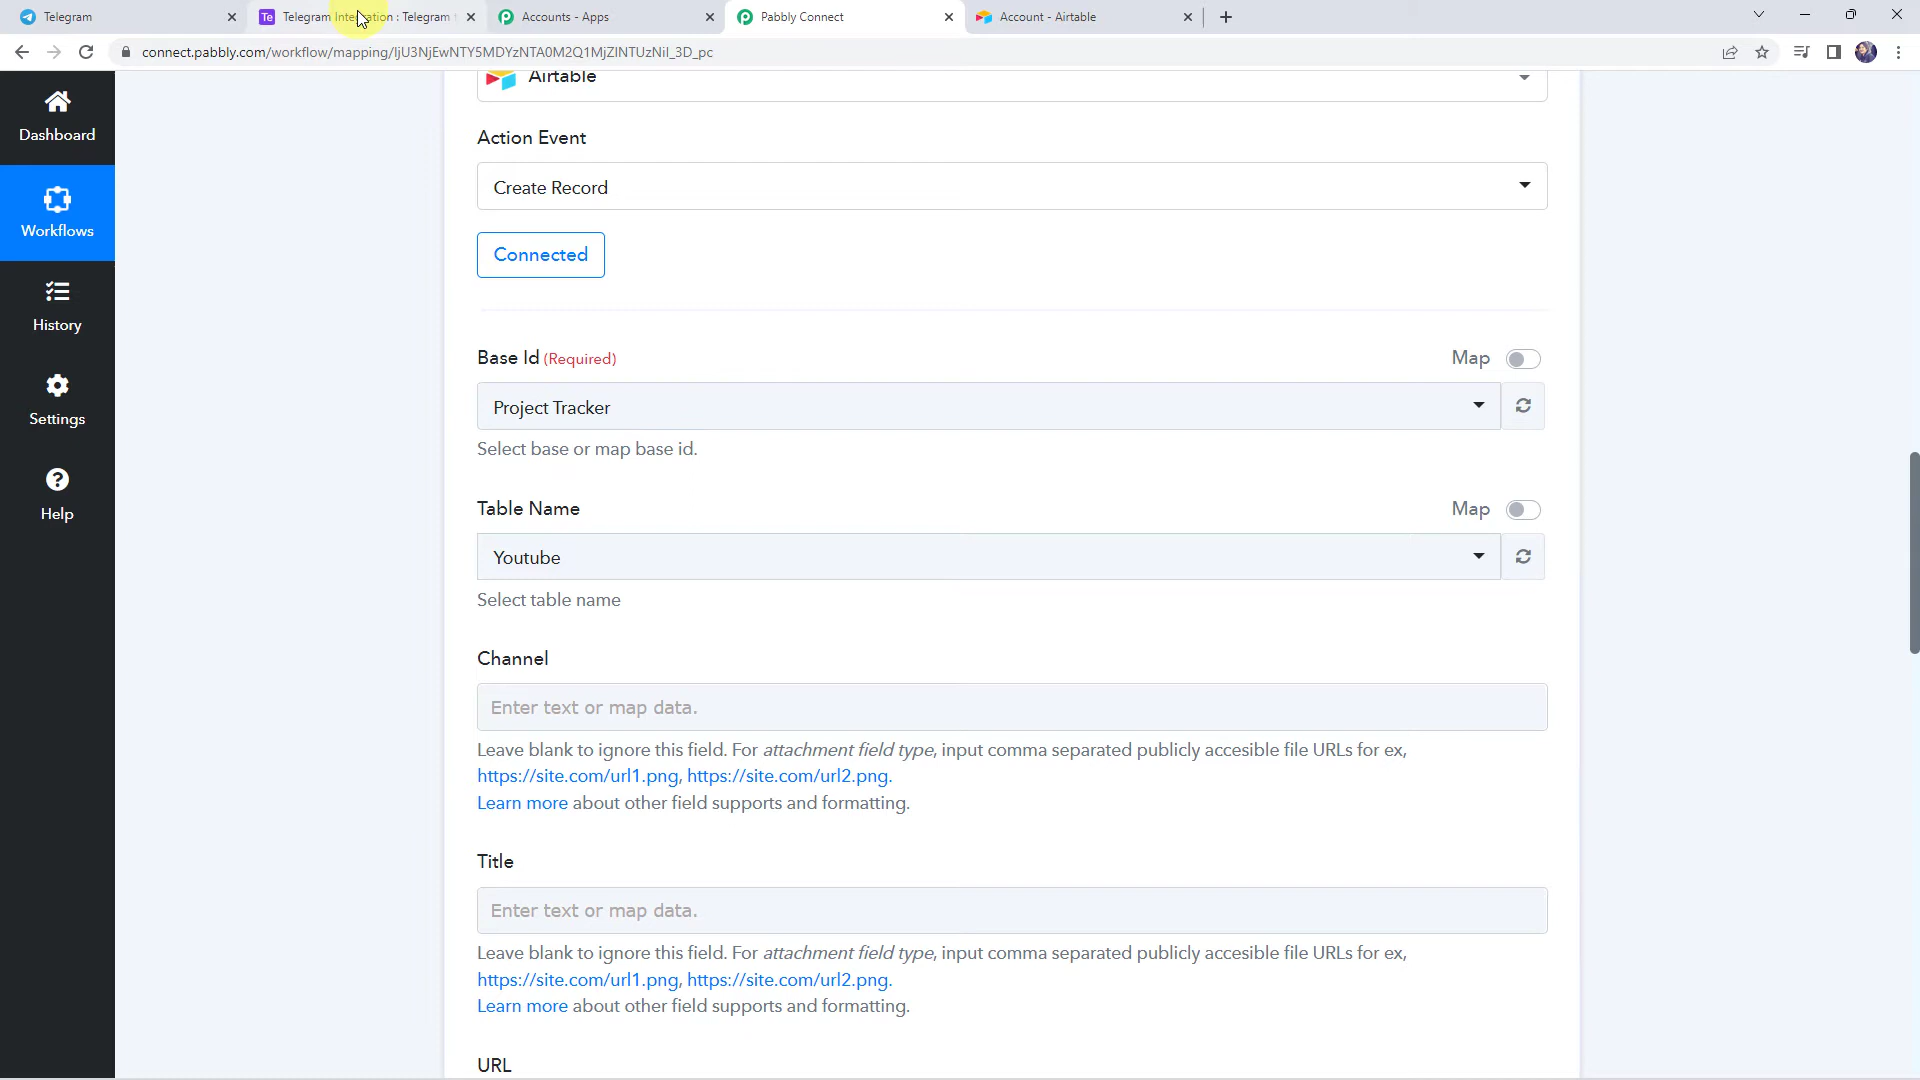 Telegram
Telegram Integration : Telegram
Accounts - Apps
Pabbly Connect
Account - Airtable
connect.pabbly.com/workflow/mapping/IjU3NjEwNTY5MDYzNTA0M2Q1MjZlNTUzNiI_3D_pc
Airtable
Dashboard
Action Event
Create Record
Workflows
Connected
History
Base Id (Required)
Map
Settings
Project Tracker
Select base or map base id.
Help
Table Name
Map
Youtube
Select table name
Channel
Enter text or map data.
Leave blank to ignore this field. For attachment field type, input comma separated publicly accesible file URLs for ex,
https://site.com/url1.png, https://site.com/url2.png.
Learn more about other field supports and formatting.
Title
Enter text or map data.
Leave blank to ignore this field. For attachment field type, input comma separated publicly accesible file URLs for ex,
https://site.com/url1.png, https://site.com/url2.png.
Learn more about other field supports and formatting.
URL